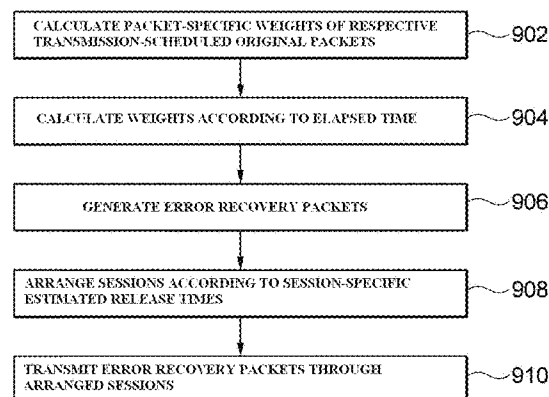 CALCULATE PACKET-SPECIFIC WEIGHTS OF RESPECTIVE
TRANSMISSION-SCHEDULED ORIGINAL PACKETS
902
CALCULATE WEIGHTS ACCORDING TO ELAPSED TIME
904
GENERATE ERROR RECOVERY PACKETS
906
ARRANGE SESSIONS ACCORDING TO SESSION-SPECIFIC
ESTIMATED RELEASE TIMES
908
TRANSMIT ERROR RECOVERY PACKETS THROUGH
ARRANGED SESSIONS
910